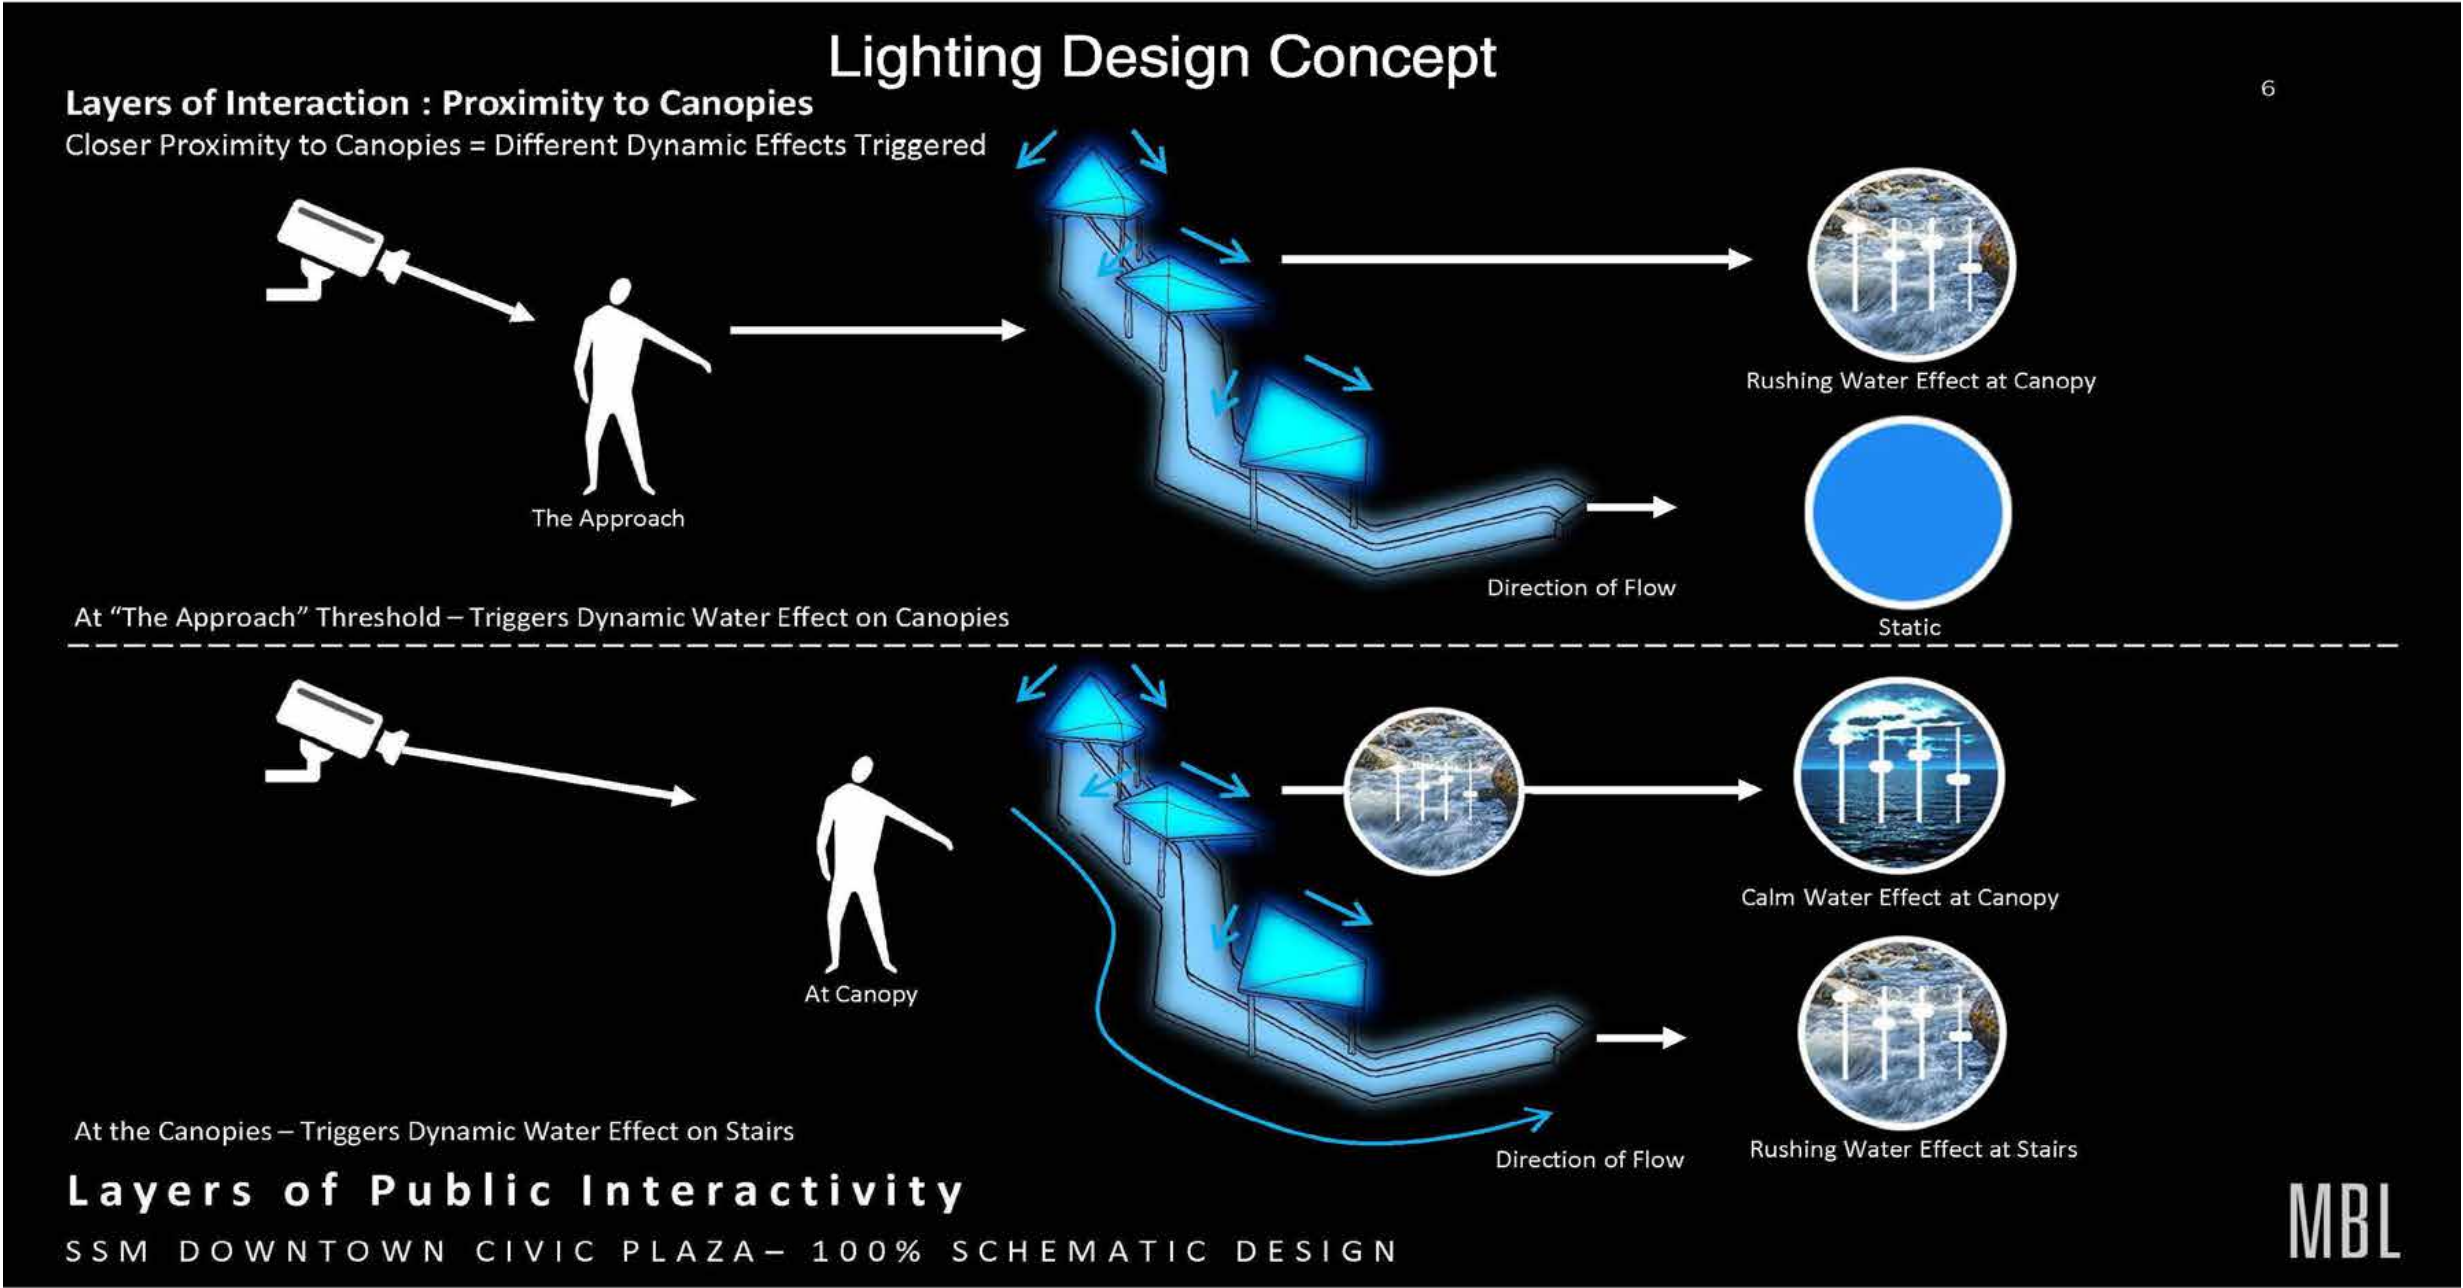 Lighting Design Concept
6
Layers of Interaction : Proximity to Canopies
Closer Proximity to Canopies = Different Dynamic Effects Triggered
Rushing Water Effect at Canopy
The Approach
Direction of Flow
At “The Approach” Threshold – Triggers Dynamic Water Effect on Canopies
Static
Calm Water Effect at Canopy
At Canopy
At the Canopies – Triggers Dynamic Water Effect on Stairs
Direction of Flow
Rushing Water Effect at Stairs
Layers of Public Interactivity
SSM DOWNTOWN CIVIC PLAZA– 100% SCHEMATIC DESIGN
MBL